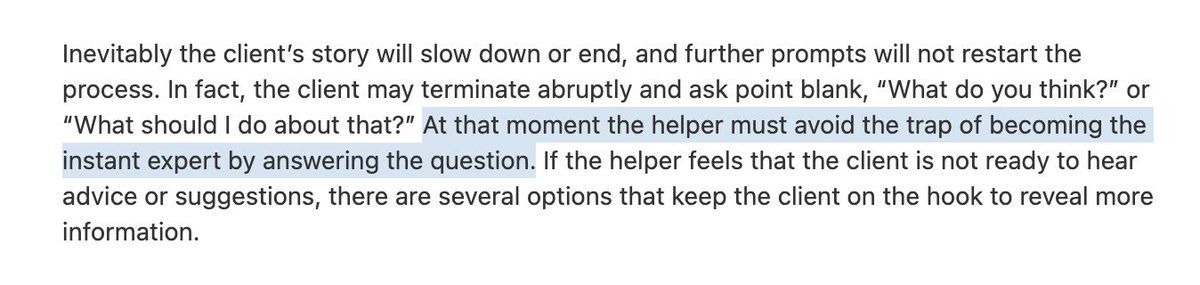 Inevitably the client’s story will slow down or end, and further prompts will not restart the
process. In fact, the client may terminate abruptly and ask point blank, “What do you think?” or
“What should I do about that?” At that moment the helper must avoid the trap of becoming the
instant expert by answering the question. If the helper feels that the client is not ready to hear
advice or suggestions, there are several options that keep the client on the hook to reveal more
information.